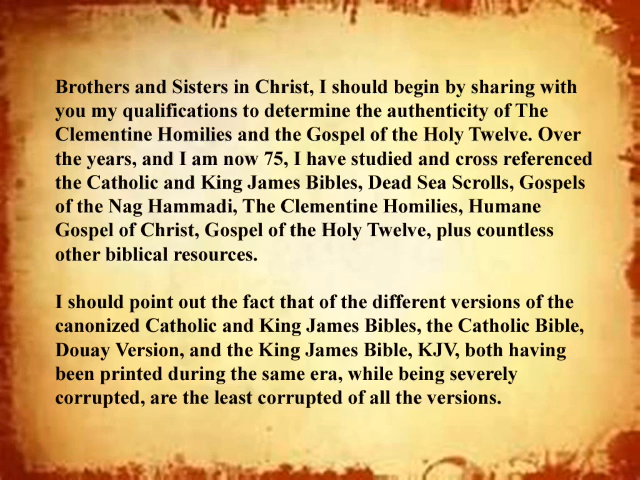 Brothers and Sisters in Christ, I should begin by sharing with
you my qualifications to determine the authenticity of The
Clementine Homilies and the Gospel of the Holy Twelve. Over
the years, and I am now 75, I have studied and cross referenced
the Catholic and King James Bibles, Dead Sea Scrolls, Gospels
of the Nag Hammadi, The Clementine Homilies, Humane
Gospel of Christ, Gospel of the Holy Twelve, plus countless
other biblical resources.
I should point out the fact that of the different versions of the
canonized Catholic and King James Bibles, the Catholic Bible,
Douay Version, and the King James Bible, KJV, both having
been printed during the same era, while being severely
corrupted, are the least corrupted of all the versions.